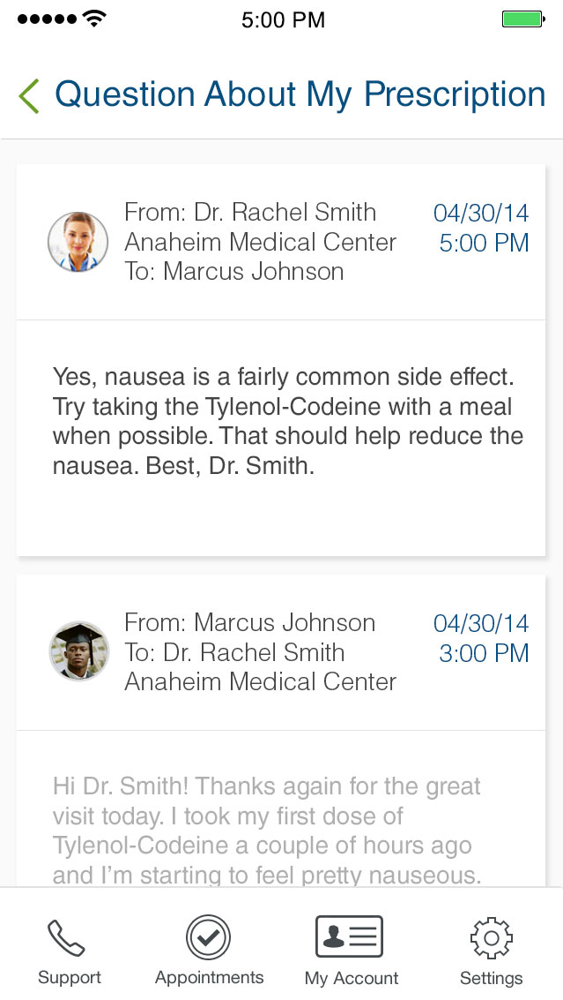 5:00 PM
Question About My Prescription
From: Dr. Rachel Smith
04/30/14
Anaheim Medical Center
5:00 PM
To: Marcus Johnson
Yes, nausea is a fairly common side effect.
Try taking the Tylenol-Codeine with a meal
when possible. That should help reduce the
nausea. Best, Dr. Smith.
From: Marcus Johnson
04/30/14
To: Dr. Rachel Smith
3:00 PM
Anaheim Medical Center
Hi Dr. Smith! Thanks again for the great
visit today. I took my first dose of
Tylenol-Codeine a couple of hours ago
and I’m starting to feel pretty nauseous.
Support
Appointments
My Account
Settings